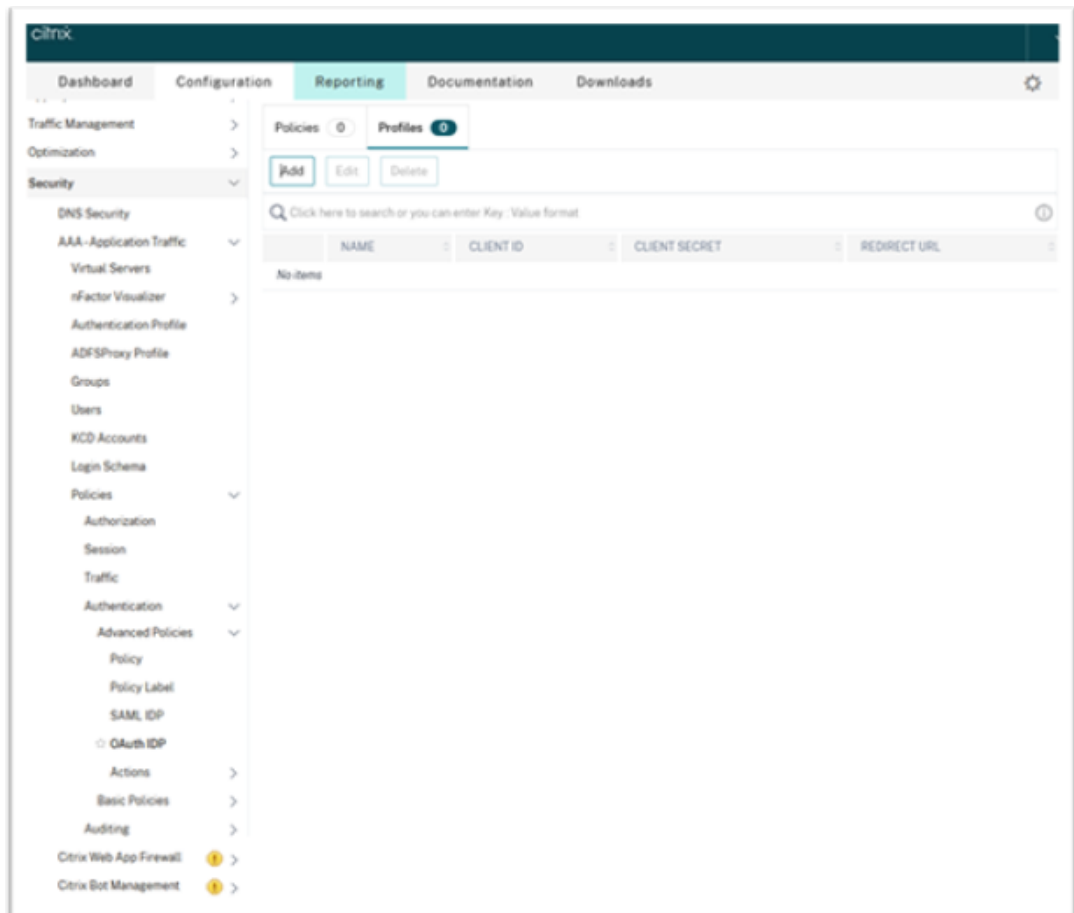 citrix
Dashboard Configuration Reporting Documentation Downloads
Traffic Management
Optimization
Security
DNS Security
AAA - Application Traffic
Virtual Servers
nFactor Visualizer
Authentication Profile
ADFSProxy Profile
Groups
Users
KCD Accounts
Login Schema
Policies
Authorization
Session
Traffic
Authentication
Advanced Policies
Policy
Policy Label
SAML IDP
OAuth IDP
Actions
Basic Policies
Auditing
Citrix Web App Firewall
Citrix Bot Management
Policies 0 Profiles 0
Add Edit Delete
Click here to search or you can enter Key : Value format
NAME CLIENT ID CLIENT SECRET REDIRECT URL
No items